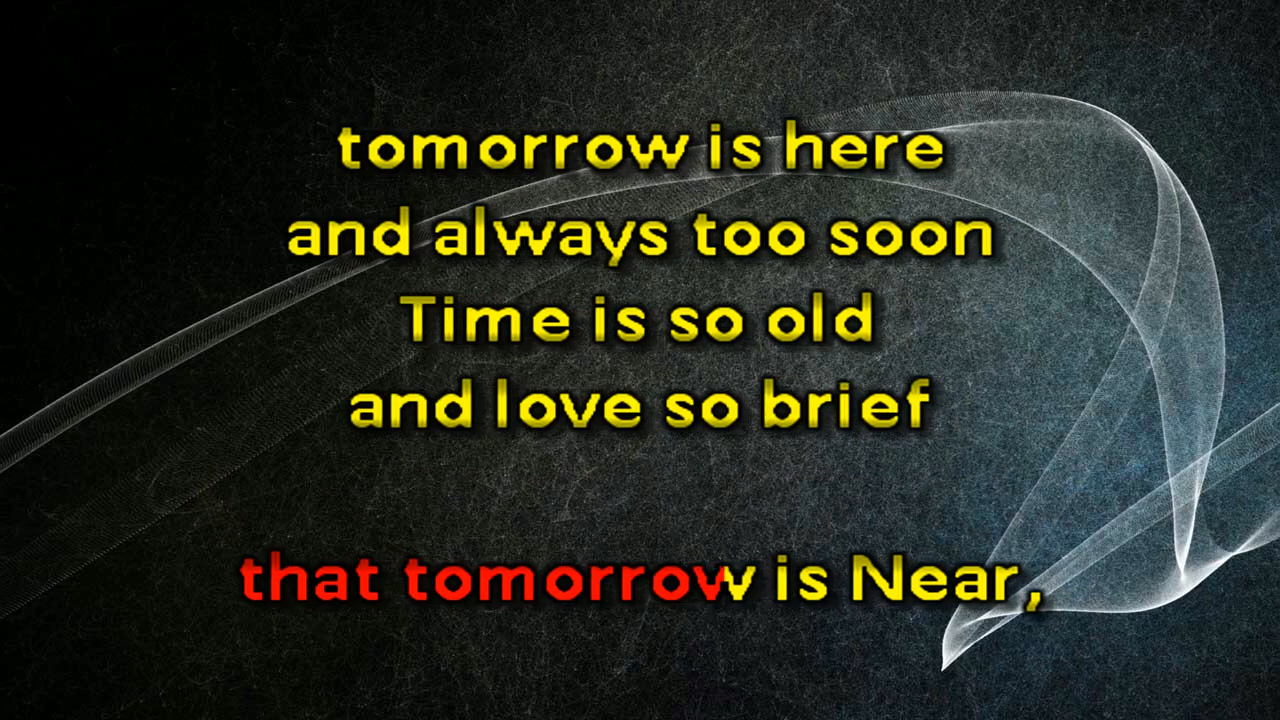 tomorrow is here
and always too soon
Time is so old
and love so brief
that tomorrow is Near,